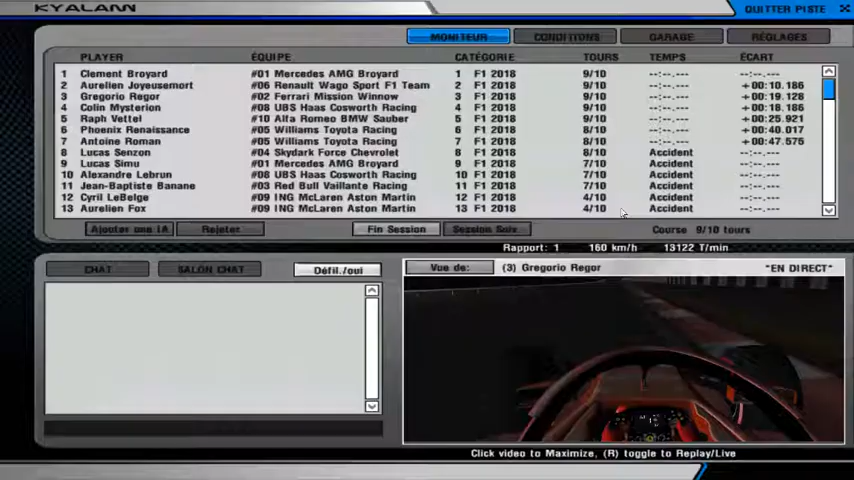 KYALAMI
QUITTER PISTE
MONITEUR CONDITIONS GARAGE RÉGLAGES
PLAYER ÉQUIPE CATÉGORIE TOURS TEMPS ÉCART
1 Clement Broyard #01 Mercedes AMG Broyard 1 F1 2018 9/10 --:--.--- --:--.---
2 Aurelien Joyeusemort #06 Renault Wago Sport F1 Team 2 F1 2018 9/10 --:--.--- +00:10.186
3 Gregorio Regor #02 Ferrari Mission Winnow 3 F1 2018 9/10 --:--.--- +00:19.128
4 Colin Mysterion #08 UBS Haas Cosworth Racing 4 F1 2018 9/10 --:--.--- +00:18.186
5 Raph Vettel #10 Alfa Romeo BMW Sauber 5 F1 2018 9/10 --:--.--- +00:25.921
6 Phoenix Renaissance #05 Williams Toyota Racing 6 F1 2018 8/10 --:--.--- +00:40.017
7 Antoine Roman #05 Williams Toyota Racing 7 F1 2018 8/10 --:--.--- +00:47.575
8 Lucas Senzon #04 Skydark Force Chevrolet 8 F1 2018 8/10 Accident --:--.---
9 Lucas Simu #01 Mercedes AMG Broyard 9 F1 2018 7/10 Accident --:--.---
10 Alexandre Lebrun #08 UBS Haas Cosworth Racing 10 F1 2018 7/10 Accident --:--.---
11 Jean-Baptiste Banane #03 Red Bull Vaillante Racing 11 F1 2018 7/10 Accident --:--.---
12 Cyril LeBelge #09 ING McLaren Aston Martin 12 F1 2018 4/10 Accident --:--.---
13 Aurelien Fox #09 ING McLaren Aston Martin 13 F1 2018 4/10 Accident --:--.---
Ajouter une IA Rejeter Fin Session Session Suiv Course 9/10 tours
Rapport: 1 160 km/h 13122 T/min
CHAT SALON CHAT Défil./oui
Vue de: (3) Gregorio Regor "EN DIRECT"
Click video to Maximize, (R) toggle to Replay/Live